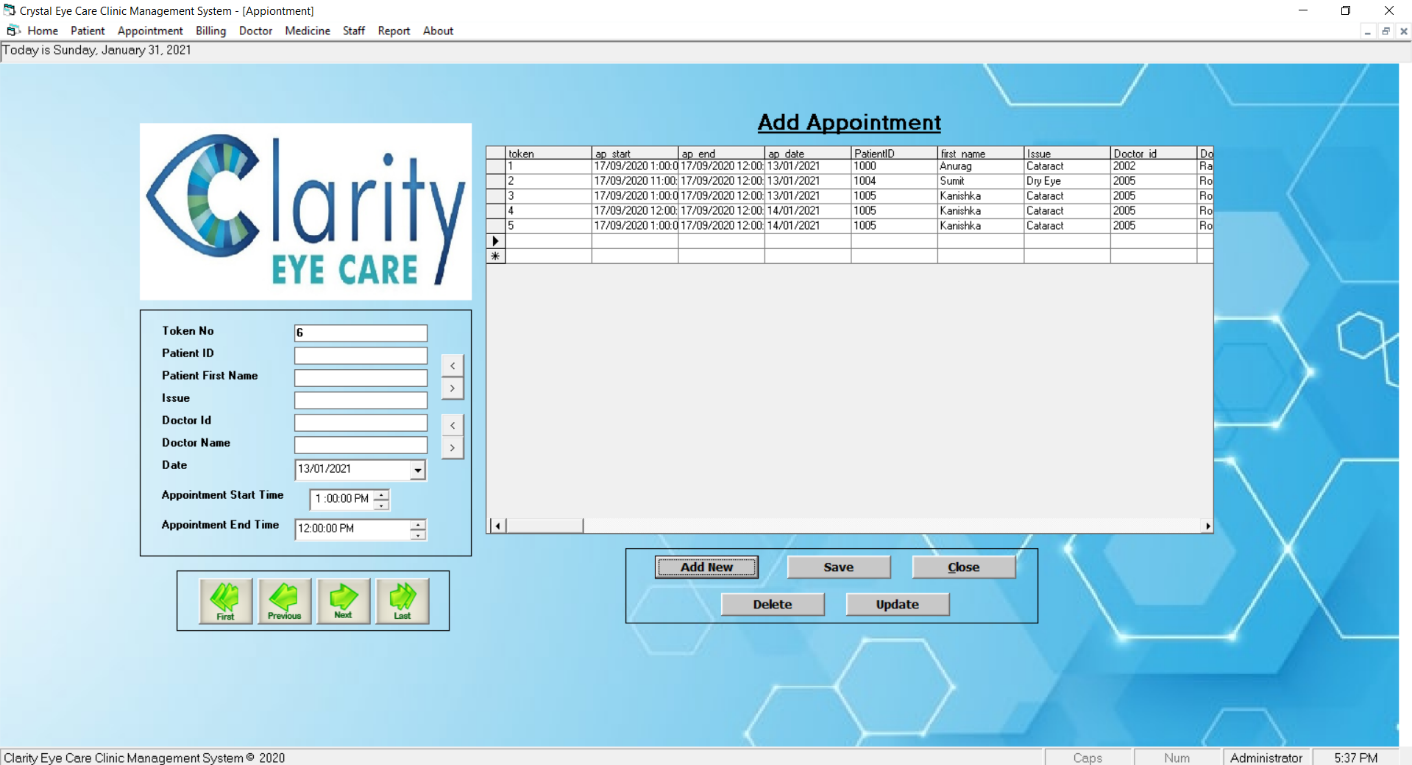 Crystal Eye Care Clinic Management System - [Appiontment]
Home Patient Appointment Billing Doctor Medicine Staff Report About
Today is Sunday, January 31, 2021
Clarity
EYE CARE
Add Appointment
token ap_start ap_end ap_date PatientID first_name Issue Doctor_id Do
1 17/09/2020 1:00:0 17/09/2020 12:00: 13/01/2021 1000 Anurag Cataract 2002 Ra
2 17/09/2020 11:00: 17/09/2020 12:00: 13/01/2021 1004 Sumit Dry Eye 2005 Ro
3 17/09/2020 1:00:0 17/09/2020 12:00: 13/01/2021 1005 Kanishka Cataract 2005 Ro
4 17/09/2020 12:00: 17/09/2020 12:00: 14/01/2021 1005 Kanishka Cataract 2005 Ro
5 17/09/2020 1:00:0 17/09/2020 12:00: 14/01/2021 1005 Kanishka Cataract 2005 Ro
Token No 6
Patient ID
Patient First Name
Issue
Doctor Id
Doctor Name
Date 13/01/2021
Appointment Start Time 1 :00:00 PM
Appointment End Time 12:00:00 PM
< >
< >
First Previous Next Last
Add New Save Close
Delete Update
Clarity Eye Care Clinic Management System © 2020 Caps Num Administrator 5:37 PM